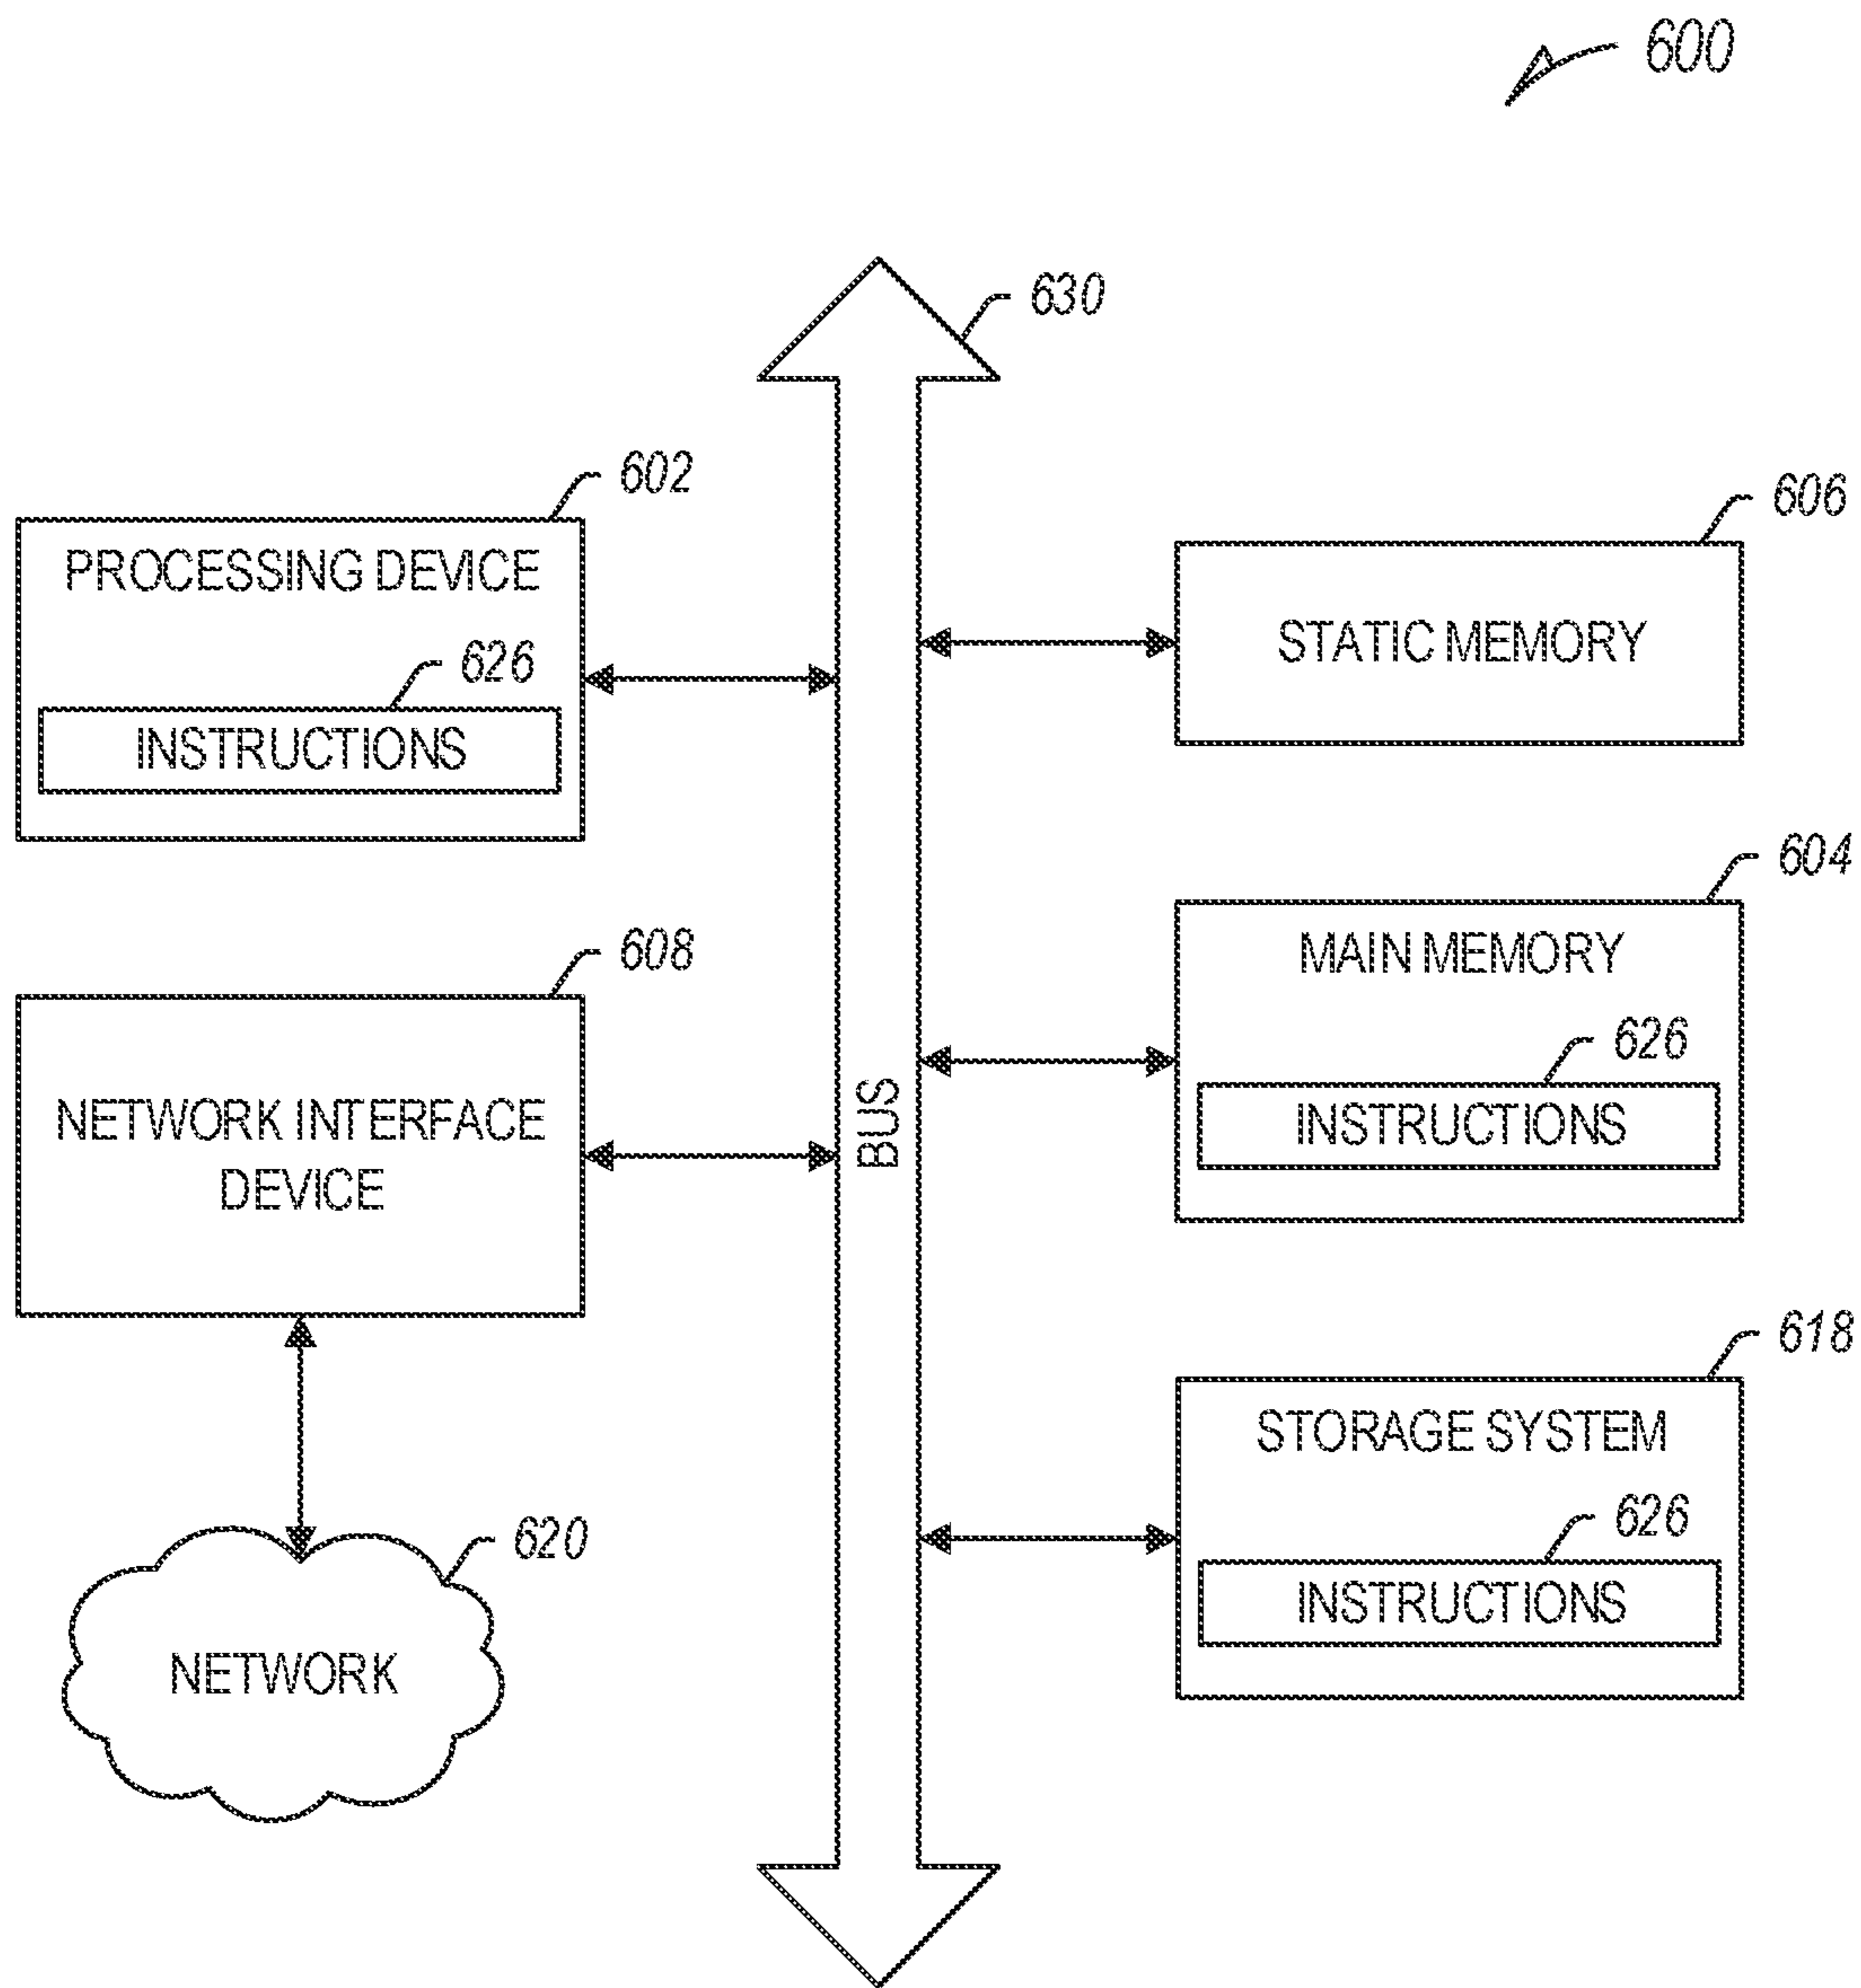 600
630
602
PROCESSING DEVICE
626
INSTRUCTIONS
606
STATIC MEMORY
604
MAIN MEMORY
626
INSTRUCTIONS
608
NETWORK INTERFACE
DEVICE
BUS
618
STORAGE SYSTEM
626
INSTRUCTIONS
620
NETWORK